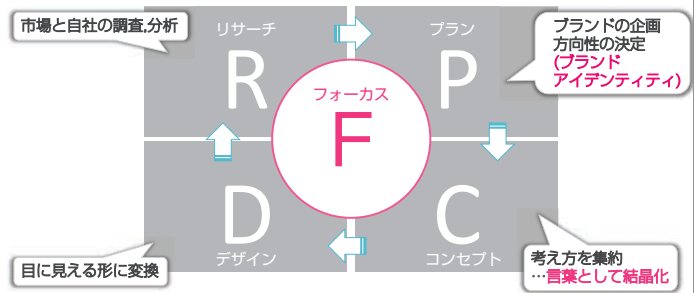 市場と自社の調査,分析
リサーチ
R
プラン
P
ブランドの企画
方向性の決定
(ブランド
アイデンティティ)
フォーカス
F
D
デザイン
目に見える形に変換
C
コンセプト
考え方を集約
…言葉として結晶化